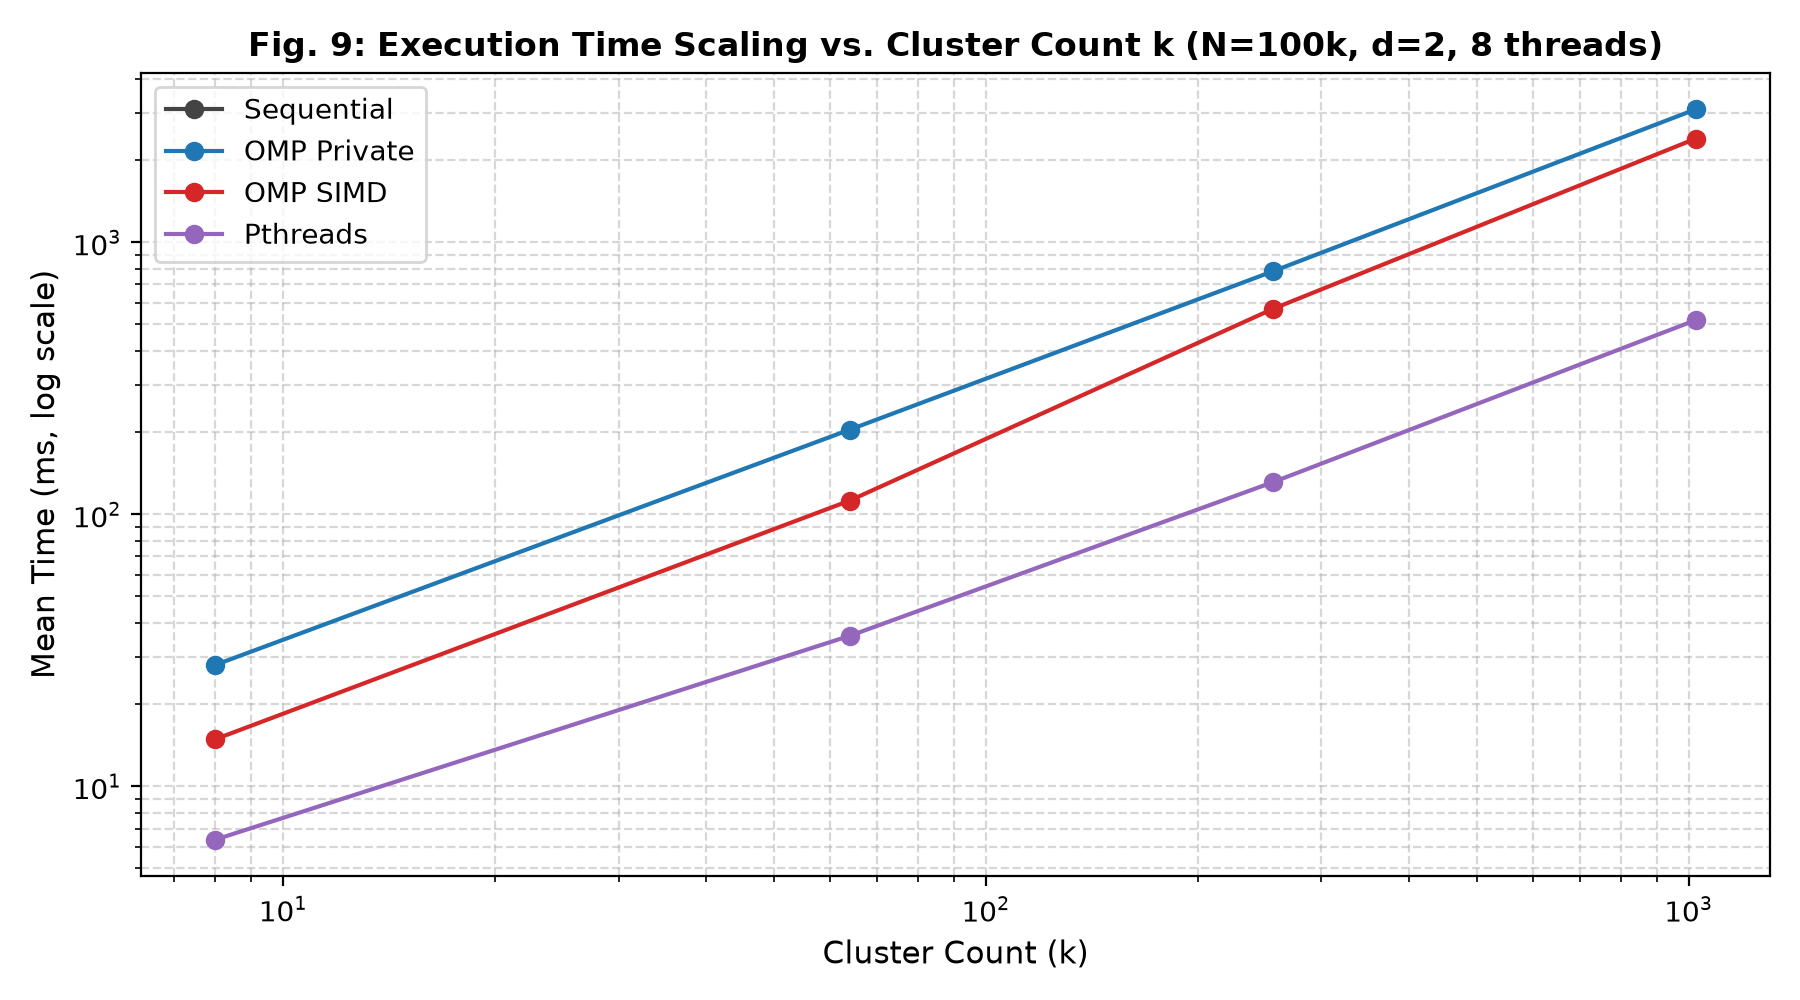 Fig. 9: Execution Time Scaling vs. Cluster Count k (N=100k, d=2, 8 threads)
Sequential
OMP Private
OMP SIMD
Pthreads
Mean Time (ms, log scale)
10³
10²
10¹
10¹ 10² 10³
Cluster Count (k)